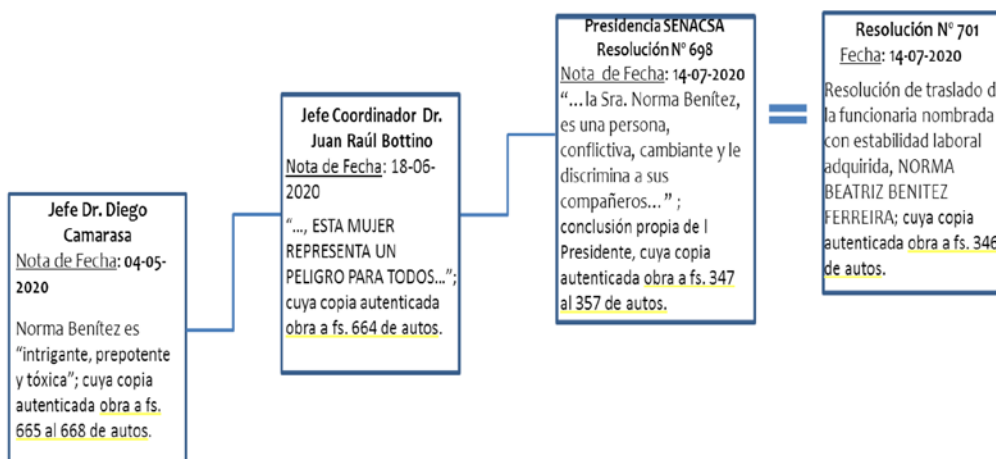 Jefe Dr. Diego
Camarasa
Nota de Fecha: 04-05-
2020
Norma Benítez es
“intrigante, prepotente
y tóxica”; cuya copia
autenticada obra a fs.
665 al 668 de autos.
Jefe Coordinador Dr.
Juan Raúl Bottino
Nota de Fecha: 18-06-
2020
“..., ESTA MUJER
REPRESENTA UN
PELIGRO PARA TODOS...”;
cuya copia autenticada
obra a fs. 664 de autos.
Presidencia SENACSA
Resolución N° 698
Nota de Fecha: 14-07-2020
“...la Sra. Norma Benítez,
es una persona,
conflictiva, cambiante y le
discrimina a sus
compañeros...” ;
conclusión propia de l
Presidente, cuya copia
autenticada obra a fs. 347
al 357 de autos.
=
Resolución N° 701
Fecha: 14-07-2020
Resolución de traslado d
la funcionaria nombrada
con estabilidad laboral
adquirida, NORMA
BEATRIZ BENITEZ
FERREIRA; cuya copia
autenticada obra a fs. 346
de autos.